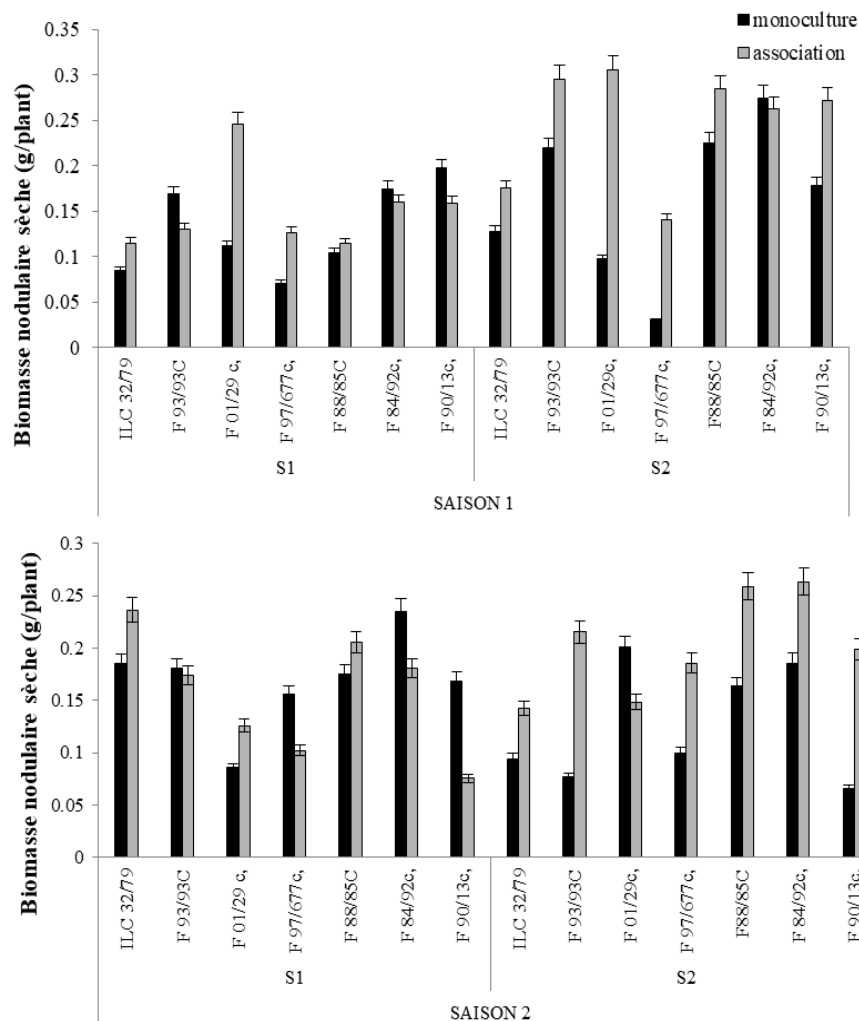 ■monoculture
■association
Biomasse nodulaire sèche (g/plant)
0.35
0.3
0.25
0.2
0.15
0.1
0.05
0
ILC 32/79
F 93/93C
F 01/29 c,
F 97/677c,
F 88/85C
F 84/92c,
F 90/13c,
ILC 32/79
F 93/93C
F 01/29c,
F 97/677c,
F88/85C
F 84/92c,
F 90/13c,
S1
S2
SAISON 1
Biomasse nodulaire sèche (g/plant)
0.3
0.25
0.2
0.15
0.1
0.05
0
ILC 32/79
F 93/93C
F 01/29 c,
F 97/677c,
F 88/85C
F 84/92c,
F 90/13c,
ILC 32/79
F 93/93C
F 01/29c,
F 97/677c,
F88/85C
F 84/92c,
F 90/13c,
S1
S2
SAISON 2